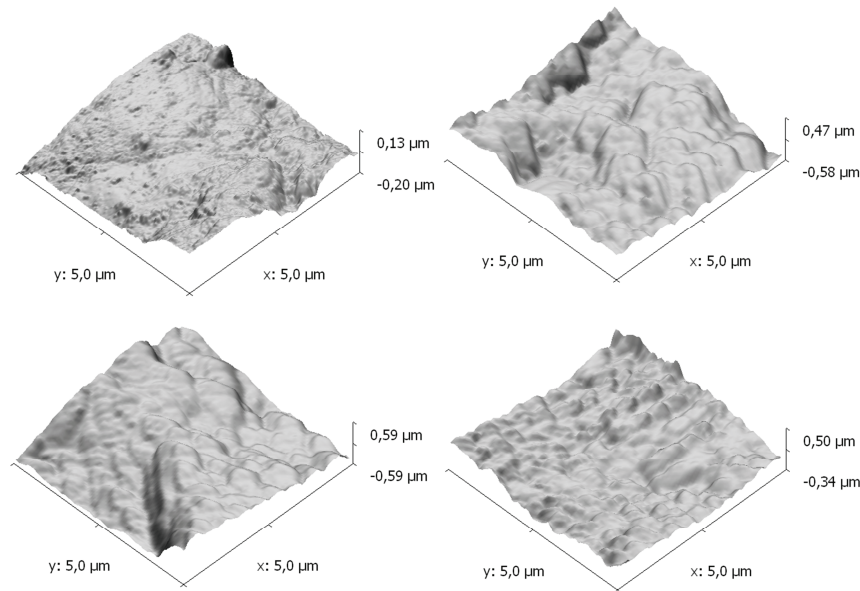 0,13 µm
-0,20 µm
y: 5,0 µm
x: 5,0 µm
0,47 µm
-0,58 µm
y: 5,0 µm
x: 5,0 µm
0,59 µm
-0,59 µm
y: 5,0 µm
x: 5,0 µm
0,50 µm
-0,34 µm
y: 5,0 µm
x: 5,0 µm